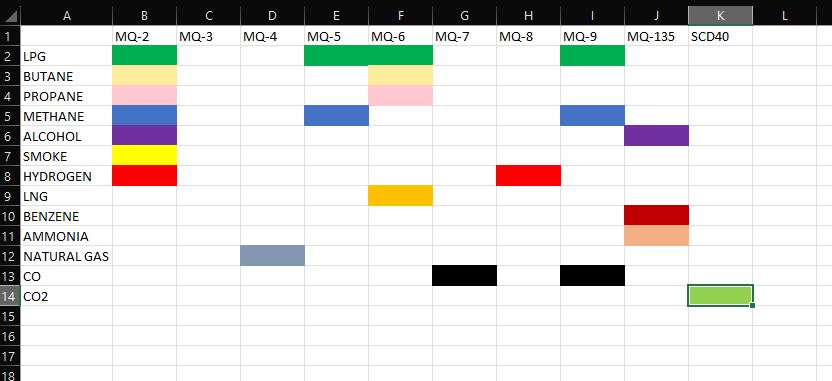 A B C D E F G H I J K L
1 MQ-2 MQ-3 MQ-4 MQ-5 MQ-6 MQ-7 MQ-8 MQ-9 MQ-135 SCD40
2 LPG
3 BUTANE
4 PROPANE
5 METHANE
6 ALCOHOL
7 SMOKE
8 HYDROGEN
9 LNG
10 BENZENE
11 AMMONIA
12 NATURAL GAS
13 CO
14 CO2
15
16
17
18